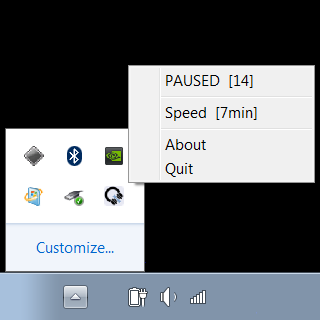 PAUSED [14]
Speed [7min]
About
Quit
Customize...